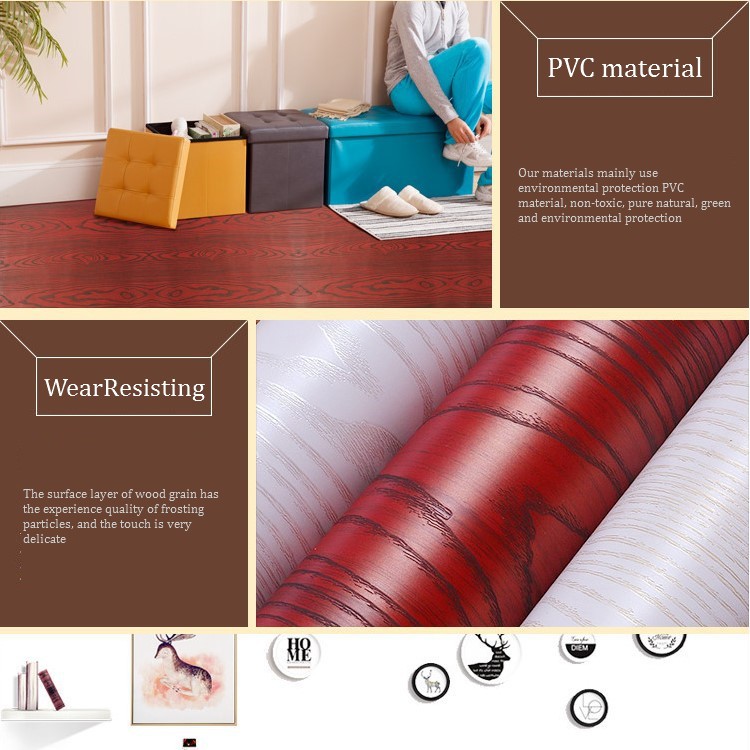 PVC material
Our materials mainly use
environmental protection PVC
material, non-toxic, pure natural, green
and environmental protection
WearResisting
The surface layer of wood grain has
the experience quality of frosting
particles, and the touch is very
delicate
HO
ME
DIEM
LO
VE